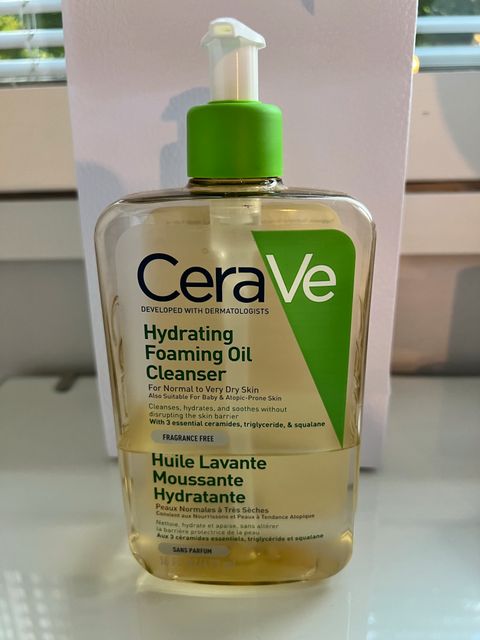 CeraVe
DEVELOPED WITH DERMATOLOGISTS
Hydrating
Foaming Oil
Cleanser
For Normal to Very Dry Skin
Also Suitable For Baby & Atopic-Prone Skin
Cleanses, hydrates, and soothes without
disrupting the skin barrier
With 3 essential ceramides, triglyceride, & squalane
FRAGRANCE FREE
Huile Lavante
Moussante
Hydratante
Peaux Normales à Très Sèches
Convient aux Nourrissons et Peaux à Tendance Atopique
Nettoie, hydrate et apaise, sans altérer
la barrière protectrice de la peau
Aux 3 céramides essentiels, triglycéride et squalane
SANS PARFUM